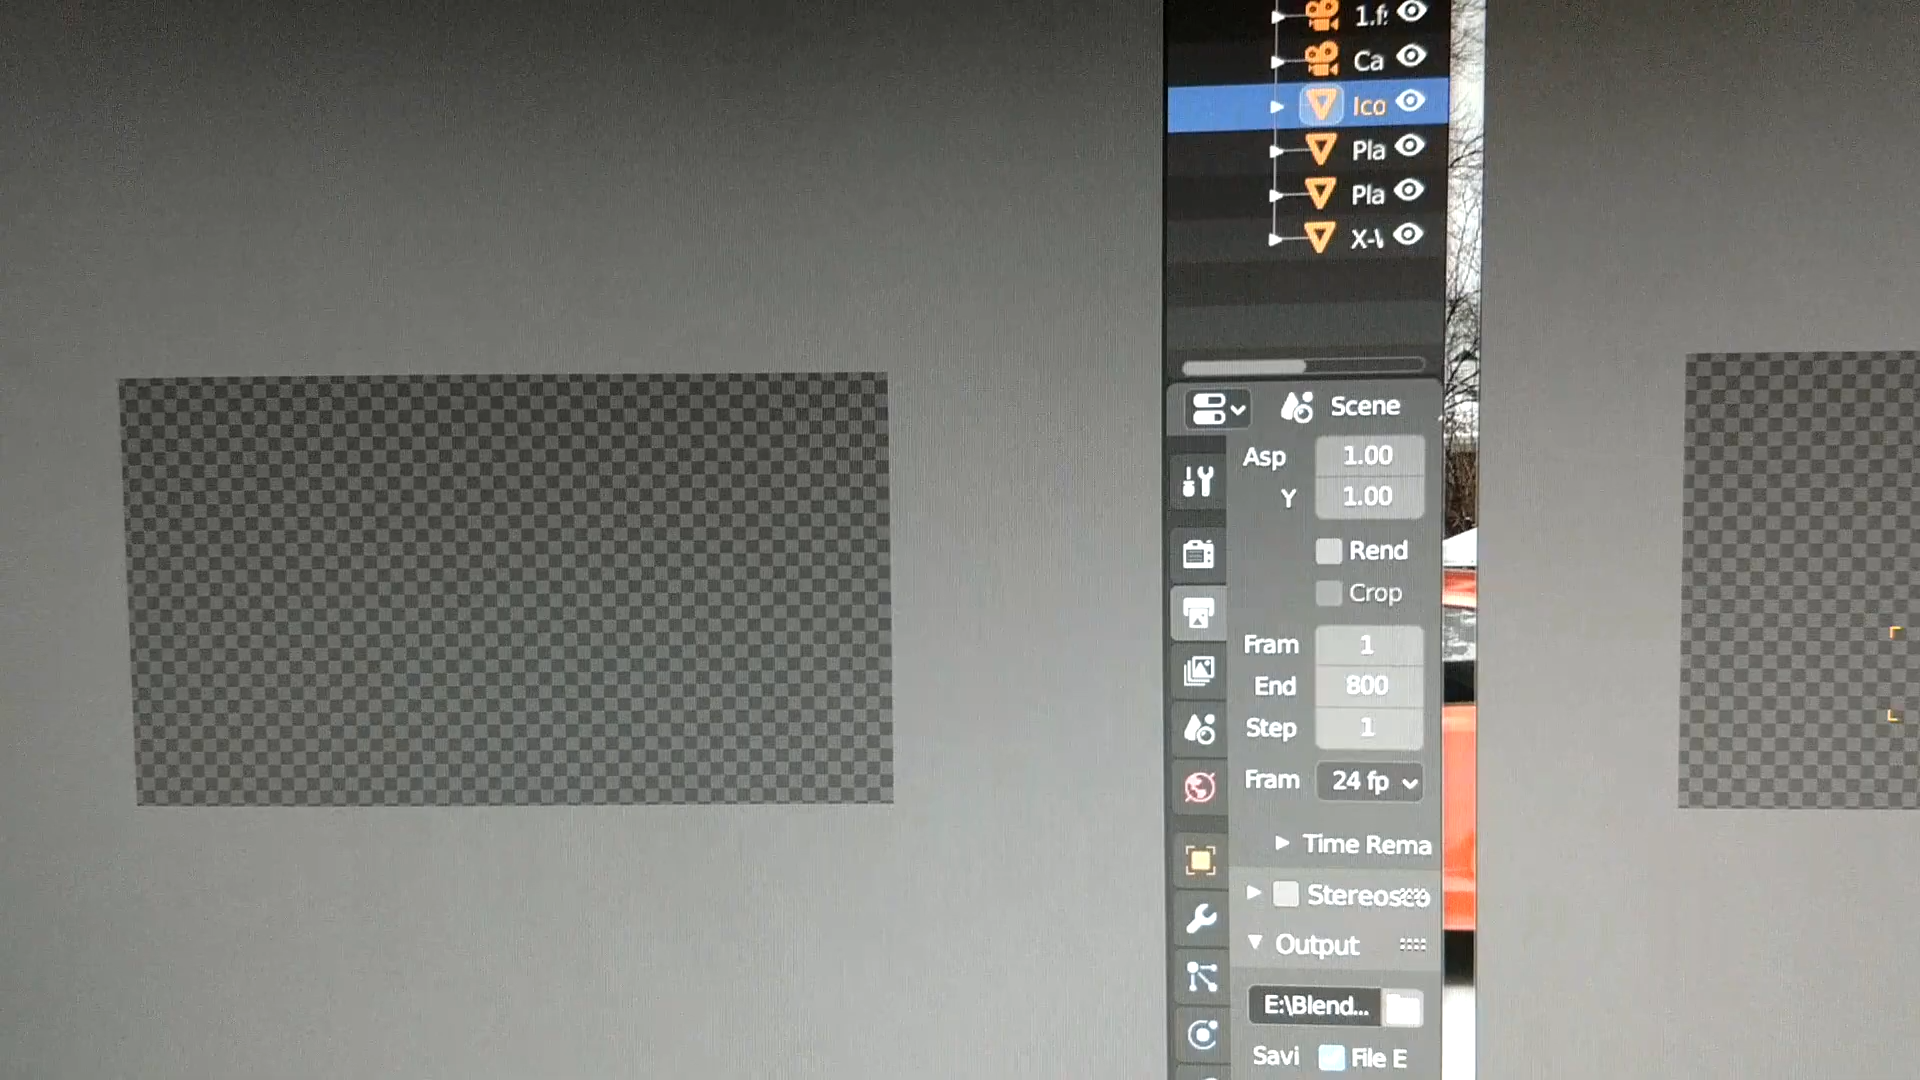 1.f:
Ca
Ico
Pla
Pla
X-\
Scene
Asp 1.00
Y 1.00
Rend
Crop
Fram 1
End 800
Step 1
Fram 24 fp
Time Rema
Stereosco
Output
E:\Blend...
Savi File E